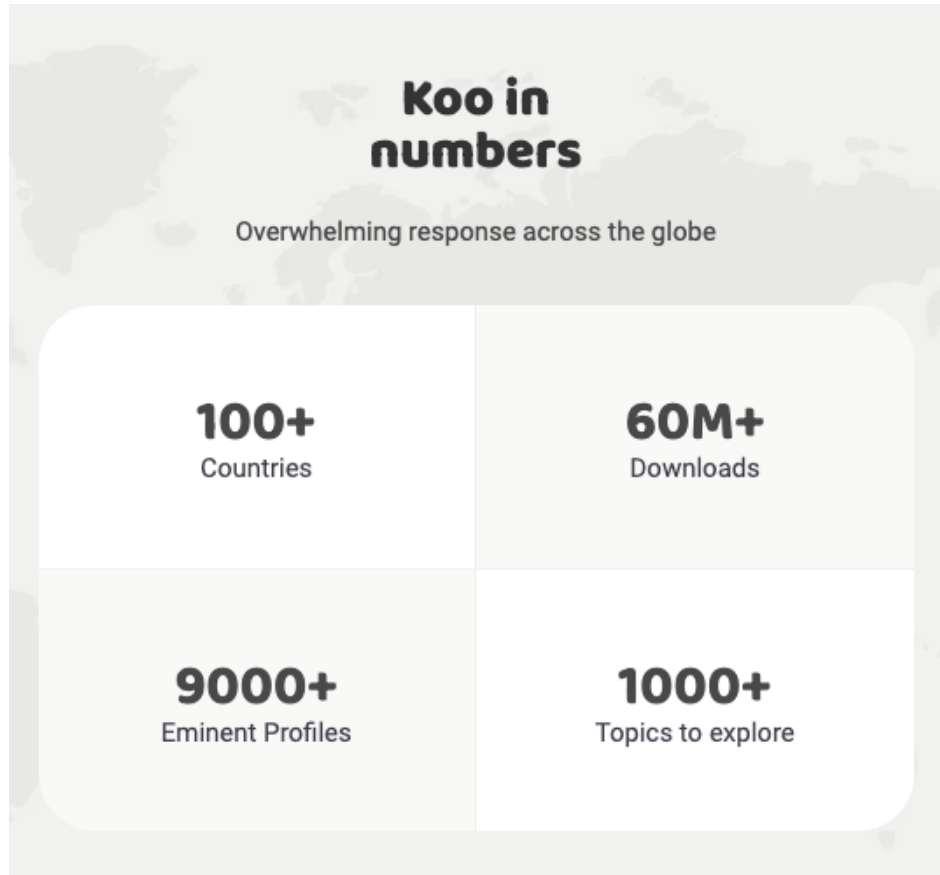 Koo in
numbers
Overwhelming response across the globe
100+
Countries
60M+
Downloads
9000+
Eminent Profiles
1000+
Topics to explore